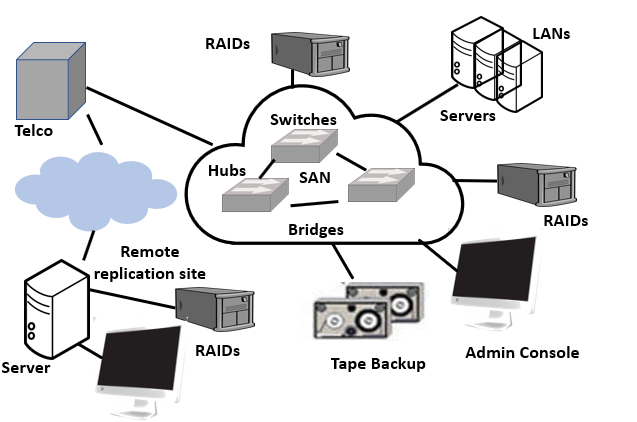 RAIDs
LANs
Servers
Telco
Switches
Hubs
SAN
Bridges
RAIDs
Remote
replication site
Server
RAIDs
Tape Backup
Admin Console